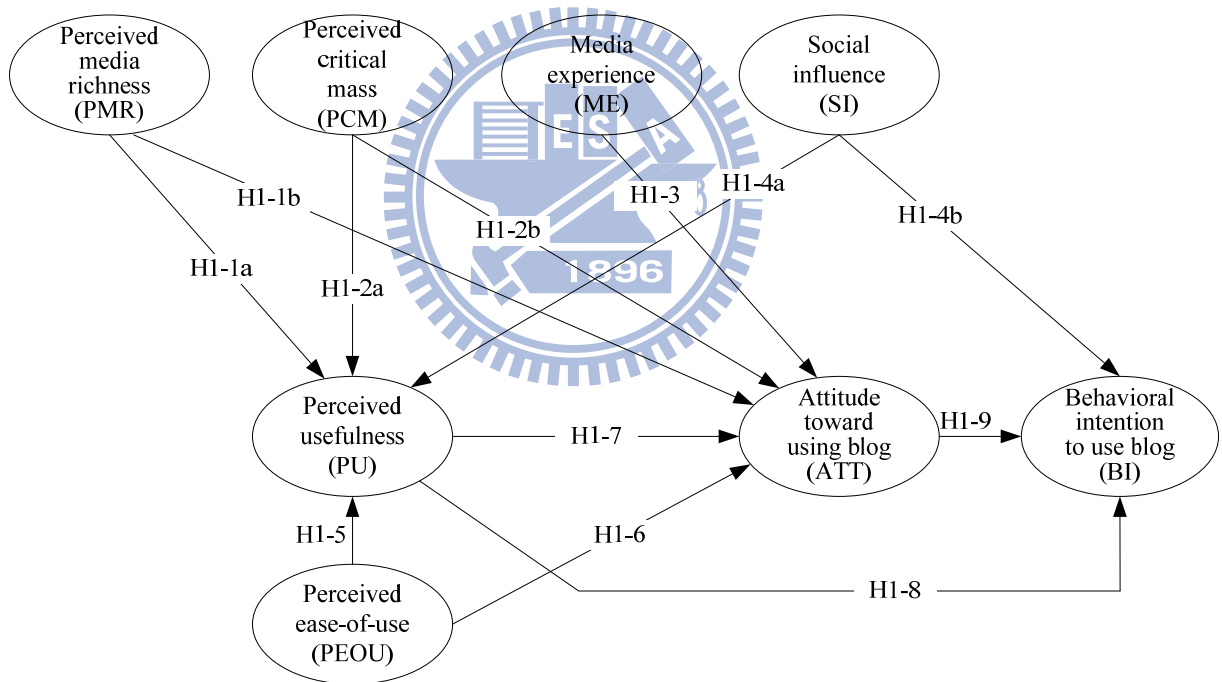 Perceived
media
richness
(PMR)
Perceived
critical
mass
(PCM)
Media
experience
(ME)
Social
influence
(SI)
E S A
H1-1b
H1-2b
H1-3
H1-4a
H1-4b
H1-1a
H1-2a
1896
Perceived
usefulness
(PU)
H1-7
Attitude
toward
using blog
(ATT)
H1-9
Behavioral
intention
to use blog
(BI)
H1-5
H1-6
H1-8
Perceived
ease-of-use
(PEOU)